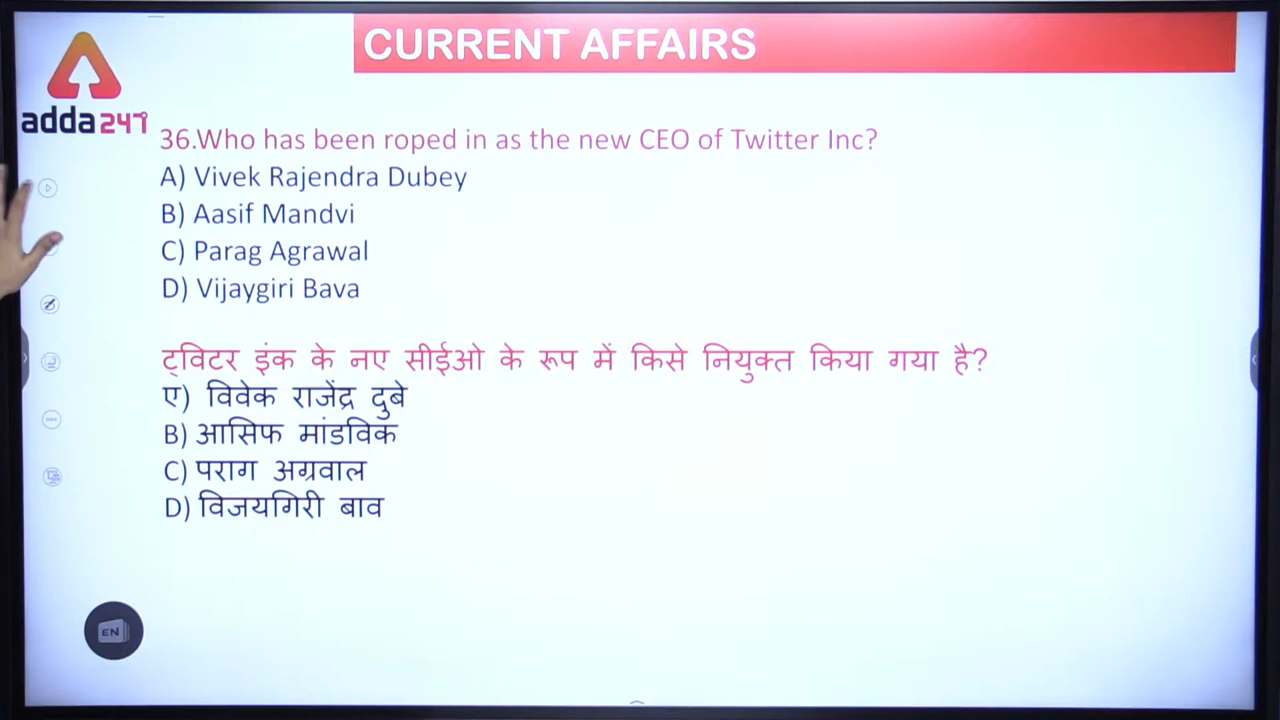 CURRENT AFFAIRS
adda247
36.Who has been roped in as the new CEO of Twitter Inc?
A) Vivek Rajendra Dubey
B) Aasif Mandvi
C) Parag Agrawal
D) Vijaygiri Bava
ट्विटर इंक के नए सीईओ के रूप में किसे नियुक्त किया गया है?
ए) विवेक राजेंद्र दुबे
B) आसिफ मांडविक
C) पराग अग्रवाल
D) विजयगिरी बाव
EN